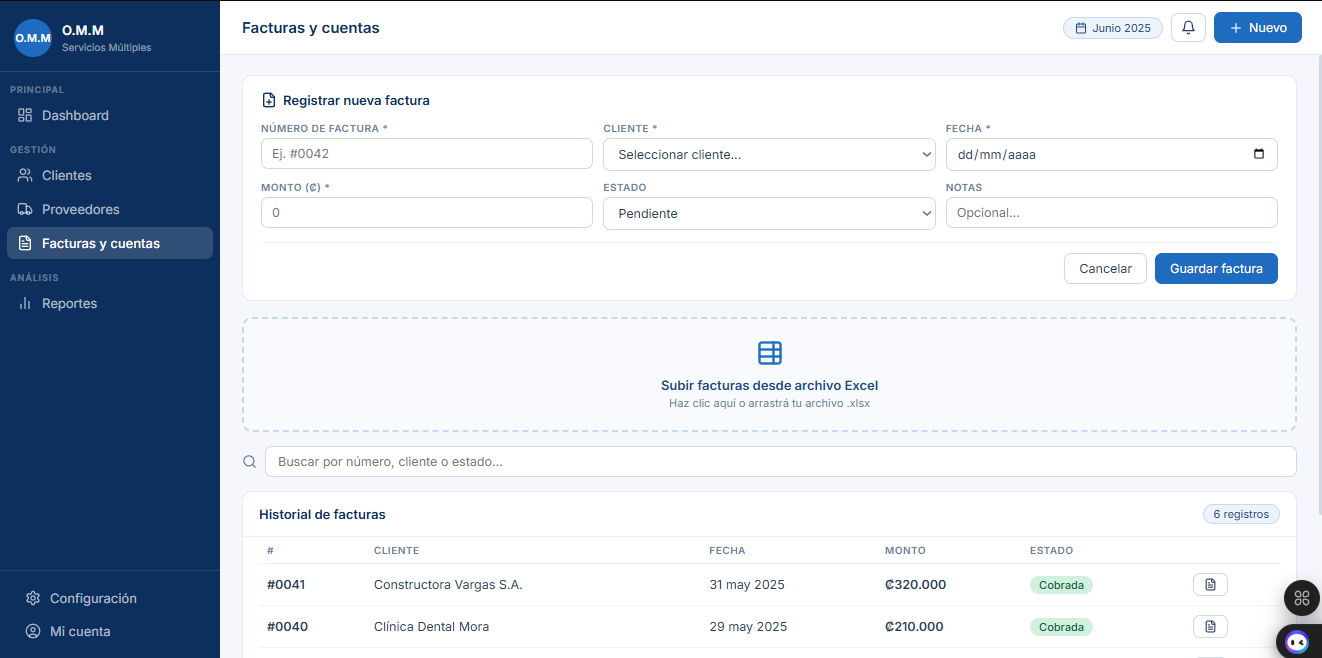 O.M.M
O.M.M
Servicios Múltiples
PRINCIPAL
Dashboard
GESTIÓN
Clientes
Proveedores
Facturas y cuentas
ANÁLISIS
Reportes
Configuración
Mi cuenta
Facturas y cuentas
Junio 2025
+ Nuevo
Registrar nueva factura
NÚMERO DE FACTURA *
CLIENTE *
FECHA *
Ej. #0042
Seleccionar cliente...
dd/mm/aaaa
MONTO (₡) *
ESTADO
NOTAS
0
Pendiente
Opcional...
Cancelar
Guardar factura
Subir facturas desde archivo Excel
Haz clic aquí o arrastrá tu archivo .xlsx
Buscar por número, cliente o estado...
Historial de facturas
6 registros
# CLIENTE FECHA MONTO ESTADO
#0041 Constructora Vargas S.A. 31 may 2025 ₡320.000 Cobrada
#0040 Clínica Dental Mora 29 may 2025 ₡210.000 Cobrada